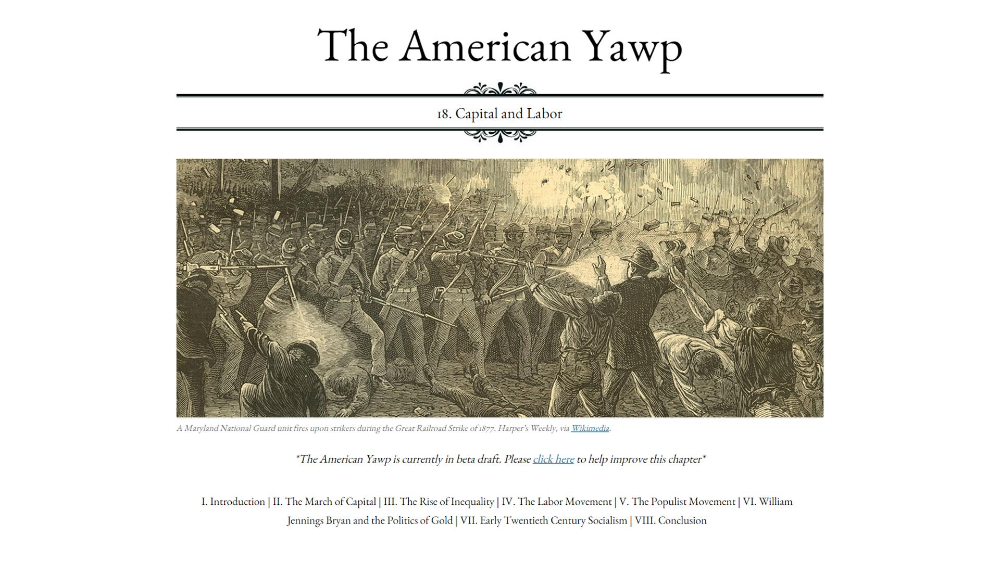 The American Yawp
18. Capital and Labor
A Maryland National Guard unit fires upon strikers during the Great Railroad Strike of 1877. Harper’s Weekly, via Wikimedia.
*The American Yawp is currently in beta draft. Please click here to help improve this chapter*
I. Introduction | II. The March of Capital | III. The Rise of Inequality | IV. The Labor Movement | V. The Populist Movement | VI. William
Jennings Bryan and the Politics of Gold | VII. Early Twentieth Century Socialism | VIII. Conclusion